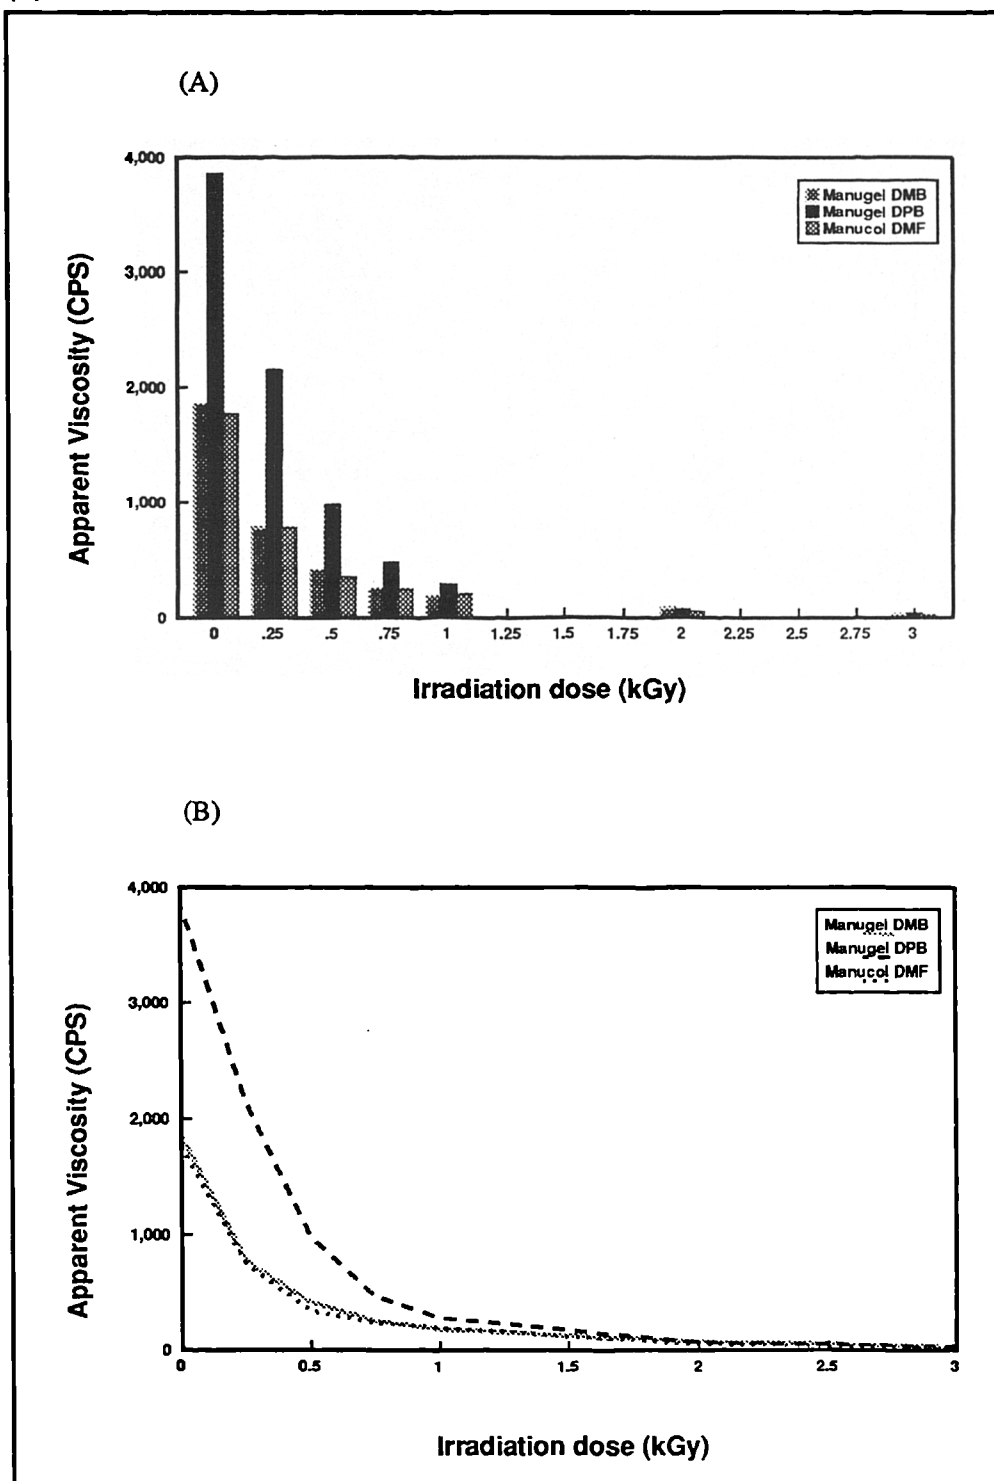 (A)
4,000
3,000
2,000
1,000
0
Apparent Viscosity (CPS)
Manugel DMB
Manugel DPB
Manucol DMF
0 .25 .5 .75 1 1.25 1.5 1.75 2 2.25 2.5 2.75 3
Irradiation dose (kGy)
(B)
4,000
3,000
2,000
1,000
0
Apparent Viscosity (CPS)
Manugel DMB
Manugel DPB
Manucol DMF
0 0.5 1 1.5 2 2.5 3
Irradiation dose (kGy)